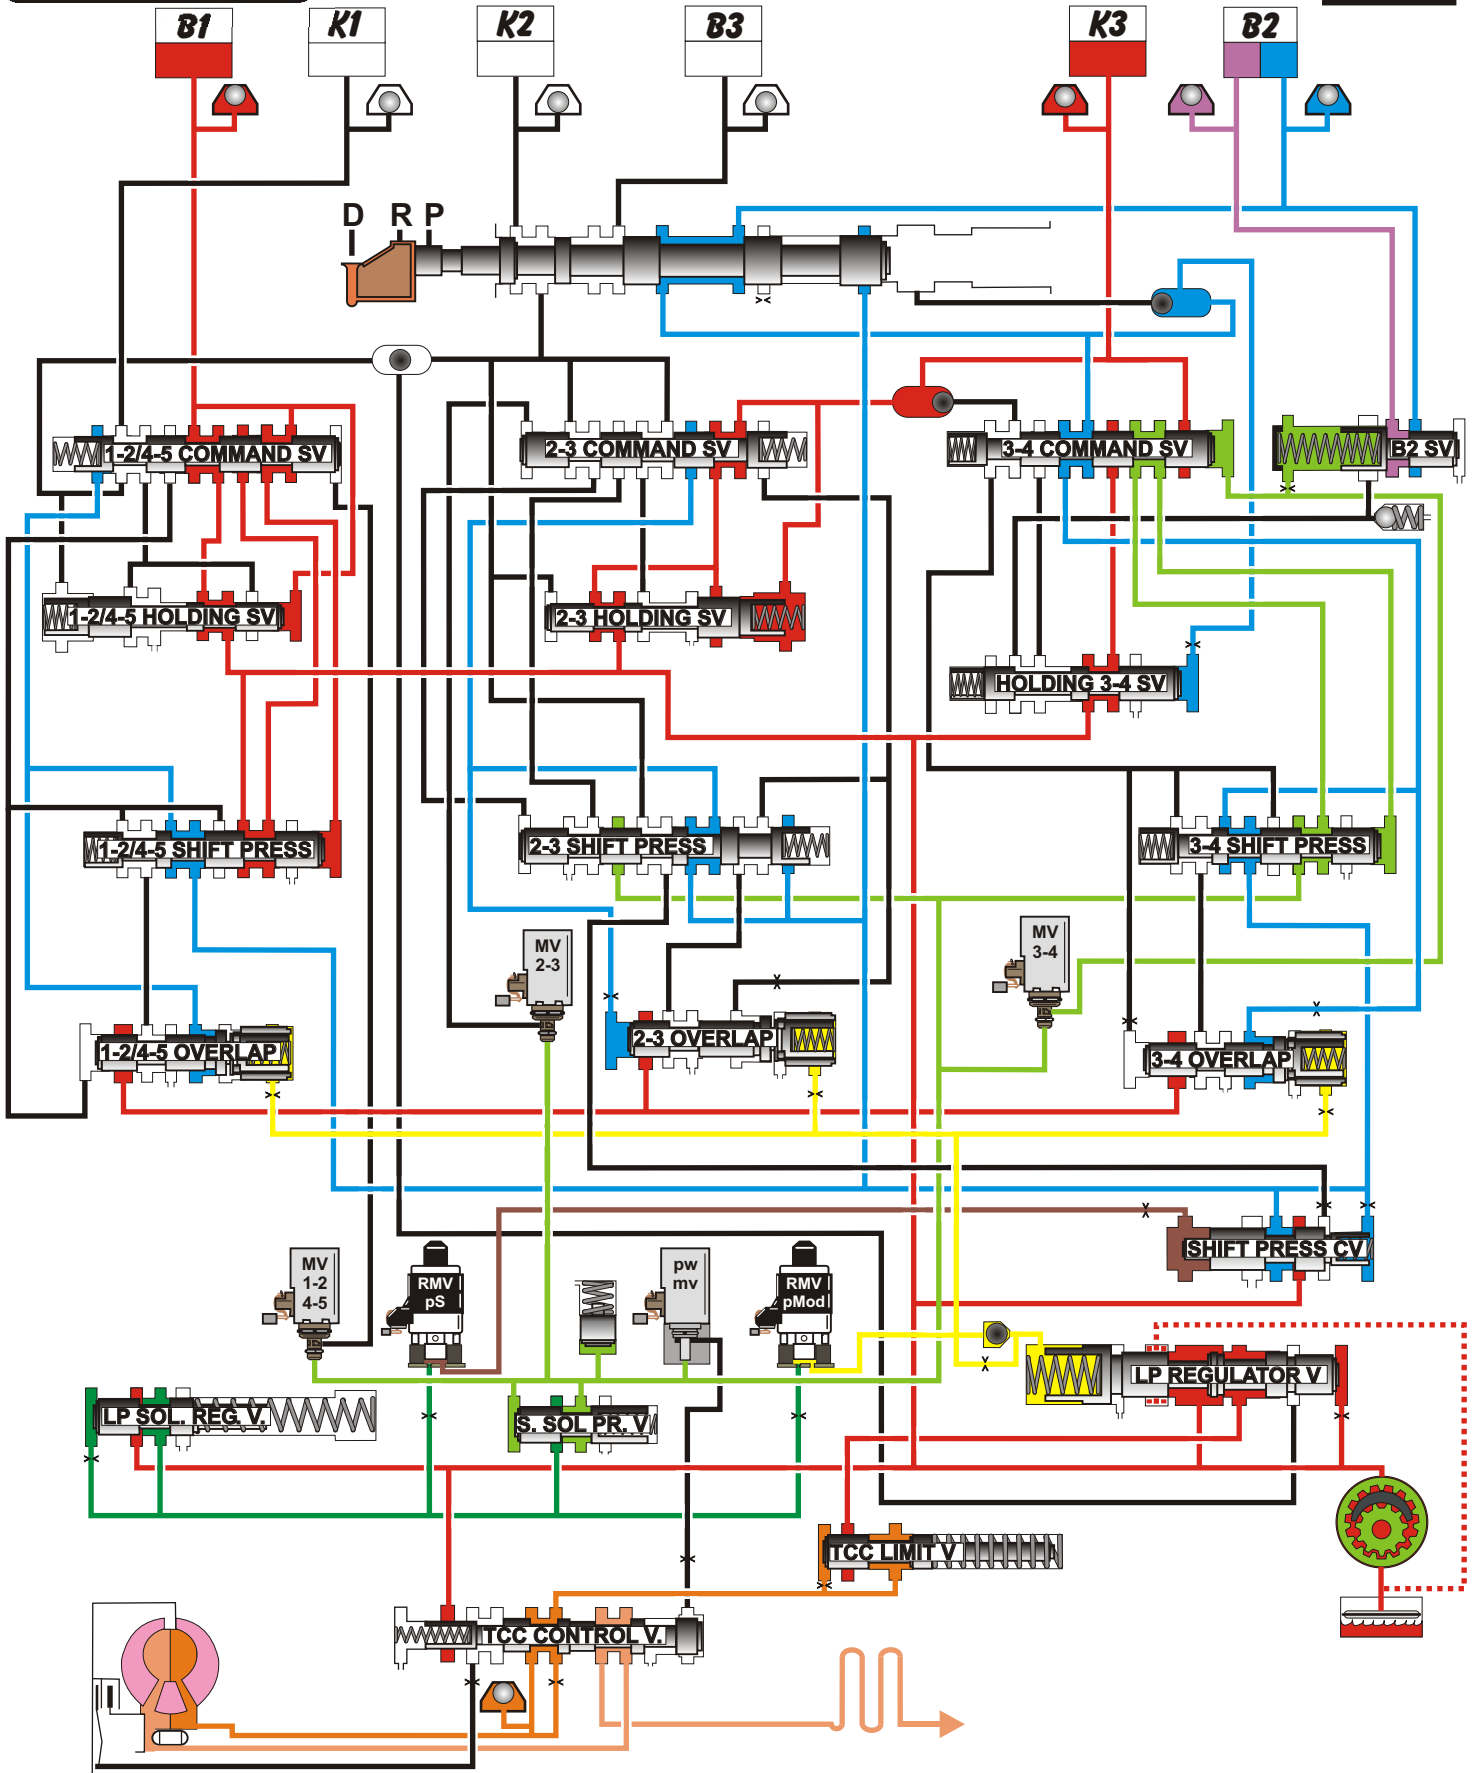 B1 K1 K2 B3 K3 B2
D R P
1-2/4-5 COMMAND SV
2-3 COMMAND SV
3-4 COMMAND SV
B2 SV
1-2/4-5 HOLDING SV
2-3 HOLDING SV
HOLDING 3-4 SV
1-2/4-5 SHIFT PRESS
2-3 SHIFT PRESS
3-4 SHIFT PRESS
MV
2-3
MV
3-4
1-2/4-5 OVERLAP
2-3 OVERLAP
3-4 OVERLAP
SHIFT PRESS CV
MV
1-2
4-5
RMV
pS
pw
mv
RMV
pMod
LP REGULATOR V
LP SOL. REG. V.
S. SOL PR. V
TCC LIMIT V
TCC CONTROL V.